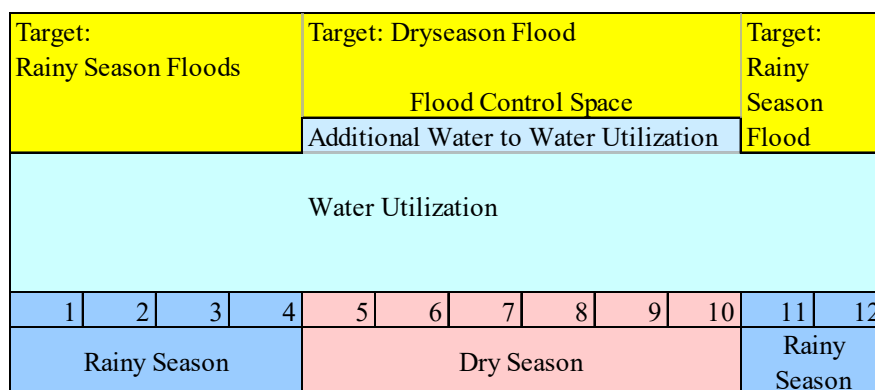 Target:
Rainy Season Floods
Target: Dryseason Flood
Flood Control Space
Target:
Rainy
Season
Flood
Additional Water to Water Utilization
Water Utilization
1 2 3 4 5 6 7 8 9 10 11 12
Rainy Season
Dry Season
Rainy
Season